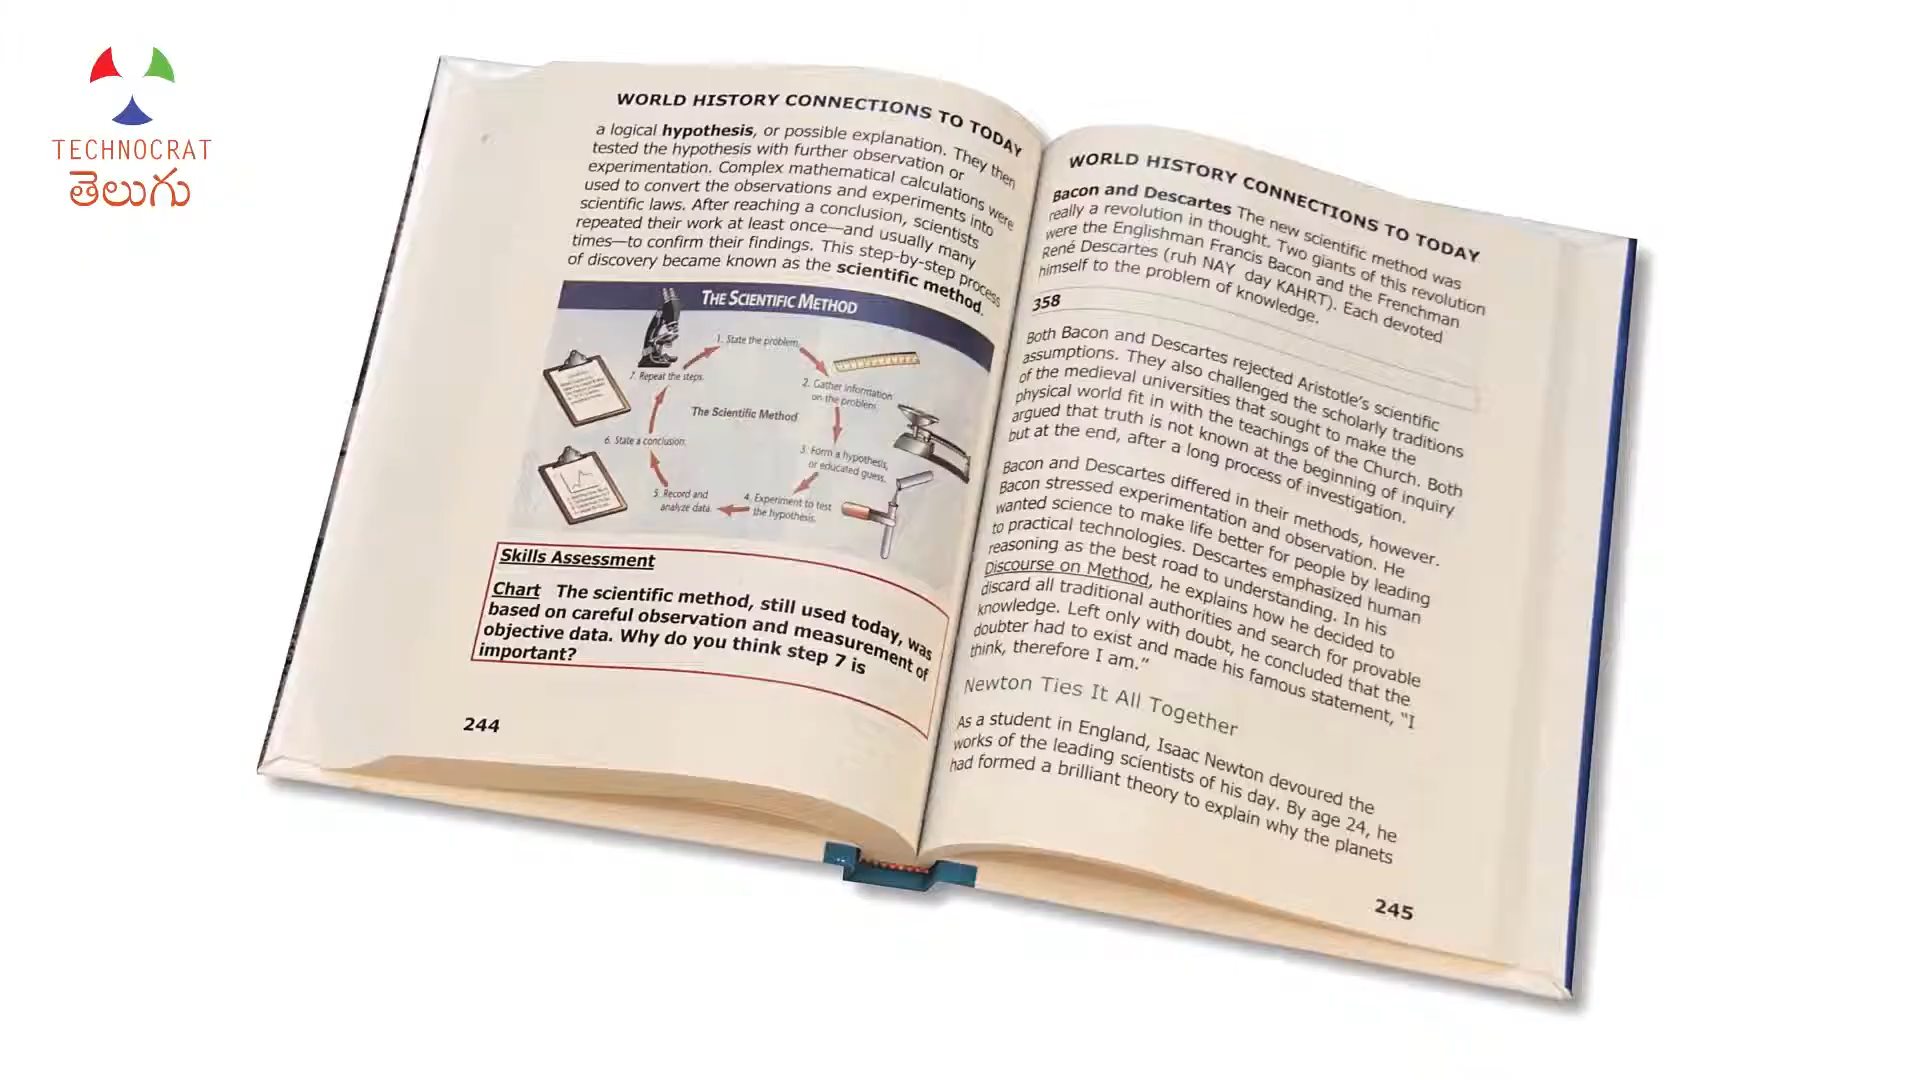 TECHNOCRAT
తెలుగు
WORLD HISTORY CONNECTIONS TO TODAY
a logical hypothesis, or possible explanation. They then
tested the hypothesis with further observation or
experimentation. Complex mathematical calculations were
used to convert the observations and experiments into
scientific laws. After reaching a conclusion, scientists
repeated their work at least once—and usually many
times—to confirm their findings. This step-by-step process
of discovery became known as the scientific method.
THE SCIENTIFIC METHOD
1. State the problem.
2. Gather information
on the problem.
3. Form a hypothesis,
or educated guess.
4. Experiment to test
the hypothesis.
5. Record and
analyze data.
6. State a conclusion.
7. Repeat the steps.
The Scientific Method
Skills Assessment
Chart The scientific method, still used today, was
based on careful observation and measurement of
objective data. Why do you think step 7 is
important?
244
WORLD HISTORY CONNECTIONS TO TODAY
Bacon and Descartes The new scientific method was
really a revolution in thought. Two giants of this revolution
were the Englishman Francis Bacon and the Frenchman
René Descartes (ruh NAY day KAHRT). Each devoted
himself to the problem of knowledge.
358
Both Bacon and Descartes rejected Aristotle's scientific
assumptions. They also challenged the scholarly traditions
of the medieval universities that sought to make the
physical world fit in with the teachings of the Church. Both
argued that truth is not known at the beginning of inquiry
but at the end, after a long process of investigation.
Bacon and Descartes differed in their methods, however.
Bacon stressed experimentation and observation. He
wanted science to make life better for people by leading
to practical technologies. Descartes emphasized human
reasoning as the best road to understanding. In his
Discourse on Method, he explains how he decided to
discard all traditional authorities and search for provable
knowledge. Left only with doubt, he concluded that the
doubter had to exist and made his famous statement, “I
think, therefore I am.”
Newton Ties It All Together
As a student in England, Isaac Newton devoured the
works of the leading scientists of his day. By age 24, he
had formed a brilliant theory to explain why the planets
245